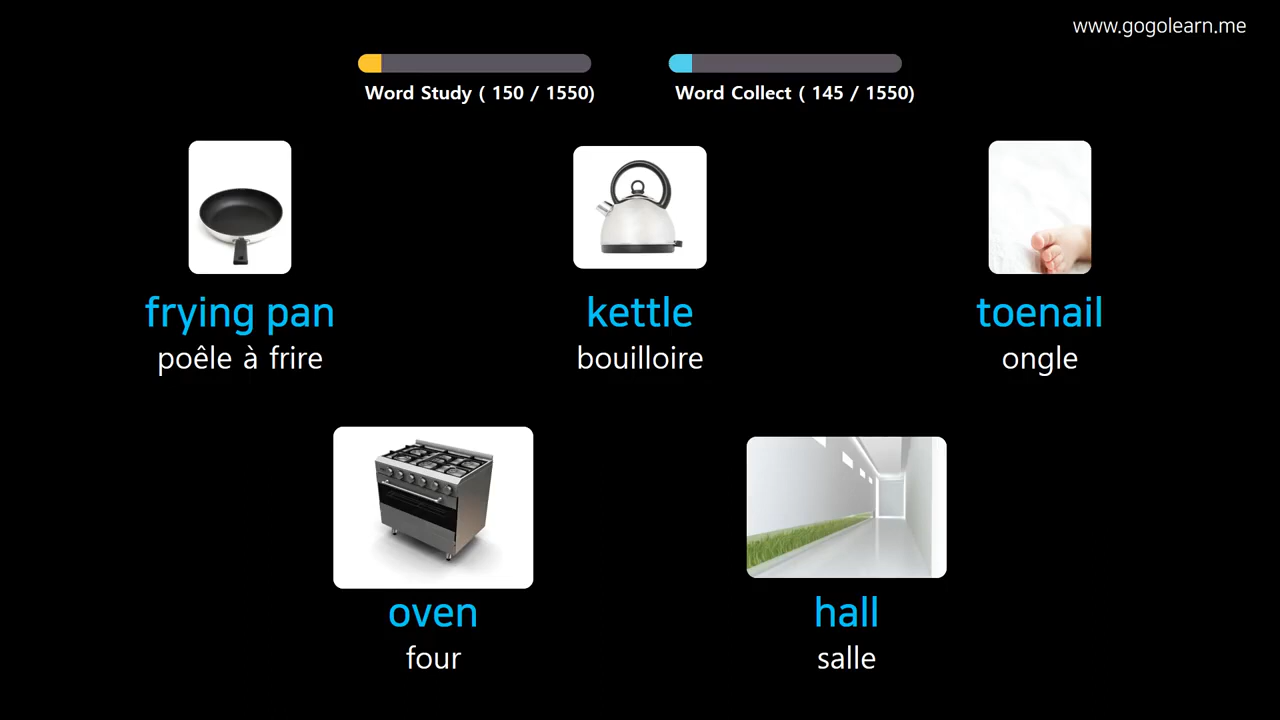 www.gogolearn.me
Word Study ( 150 / 1550)
Word Collect ( 145 / 1550)
frying pan
poêle à frire
kettle
bouilloire
toenail
ongle
oven
four
hall
salle